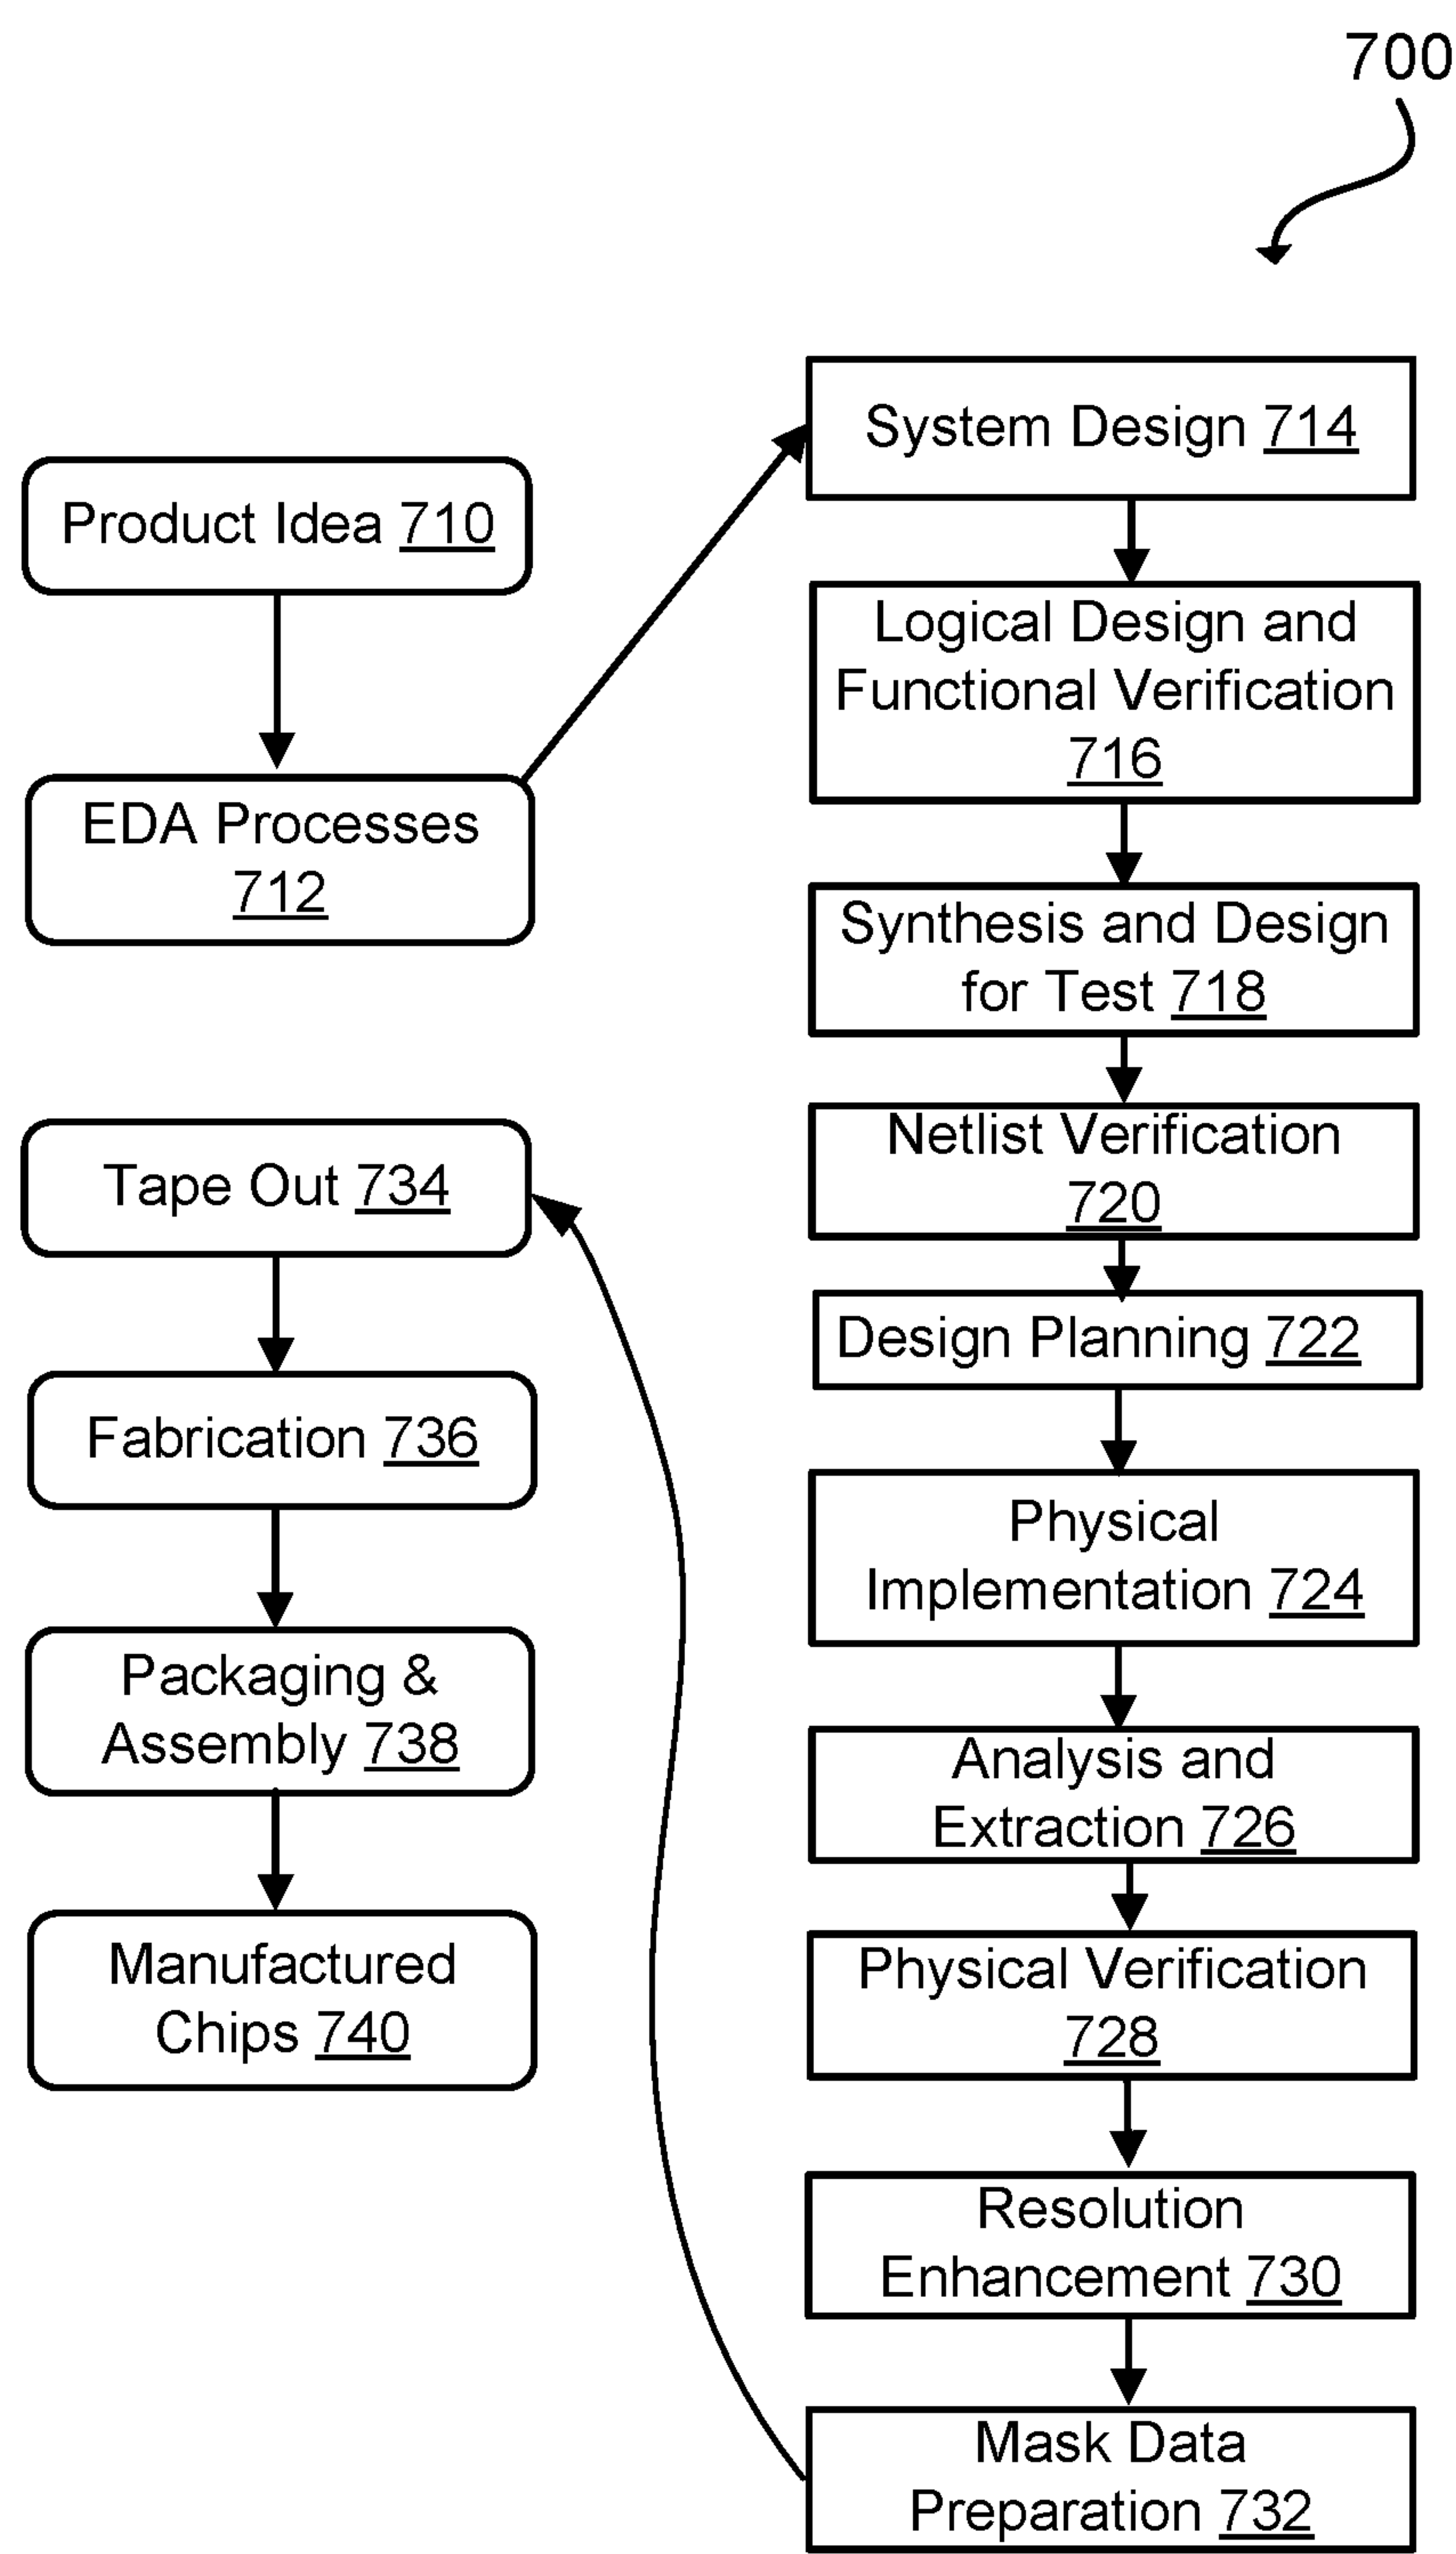 700
Product Idea 710
EDA Processes
712
System Design 714
Logical Design and
Functional Verification
716
Synthesis and Design
for Test 718
Netlist Verification
720
Design Planning 722
Physical
Implementation 724
Analysis and
Extraction 726
Physical Verification
728
Resolution
Enhancement 730
Mask Data
Preparation 732
Tape Out 734
Fabrication 736
Packaging &
Assembly 738
Manufactured
Chips 740